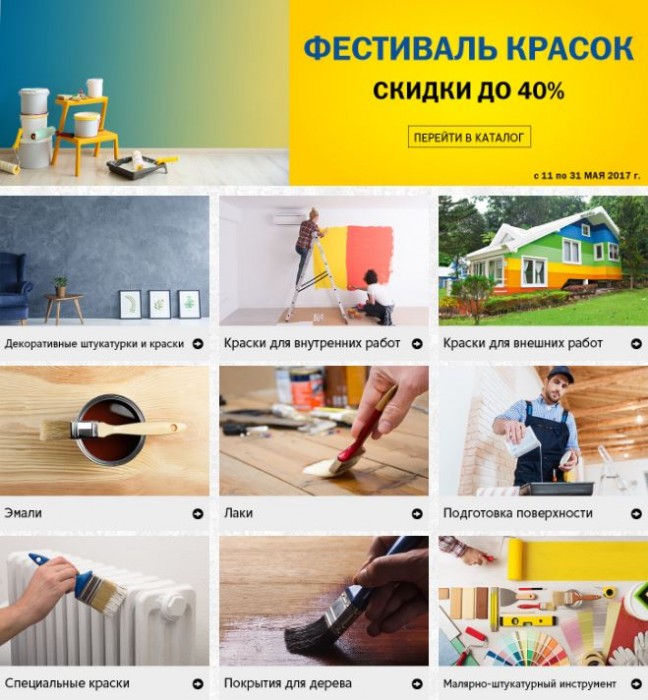 ФЕСТИВАЛЬ КРАСОК
СКИДКИ ДО 40%
ПЕРЕЙТИ В КАТАЛОГ
с 11 по 31 МАЯ 2017 г.
Декоративные штукатурки и краски
Краски для внутренних работ
Краски для внешних работ
Эмали
Лаки
Подготовка поверхности
Специальные краски
Покрытия для дерева
Малярно-штукатурный инструмент